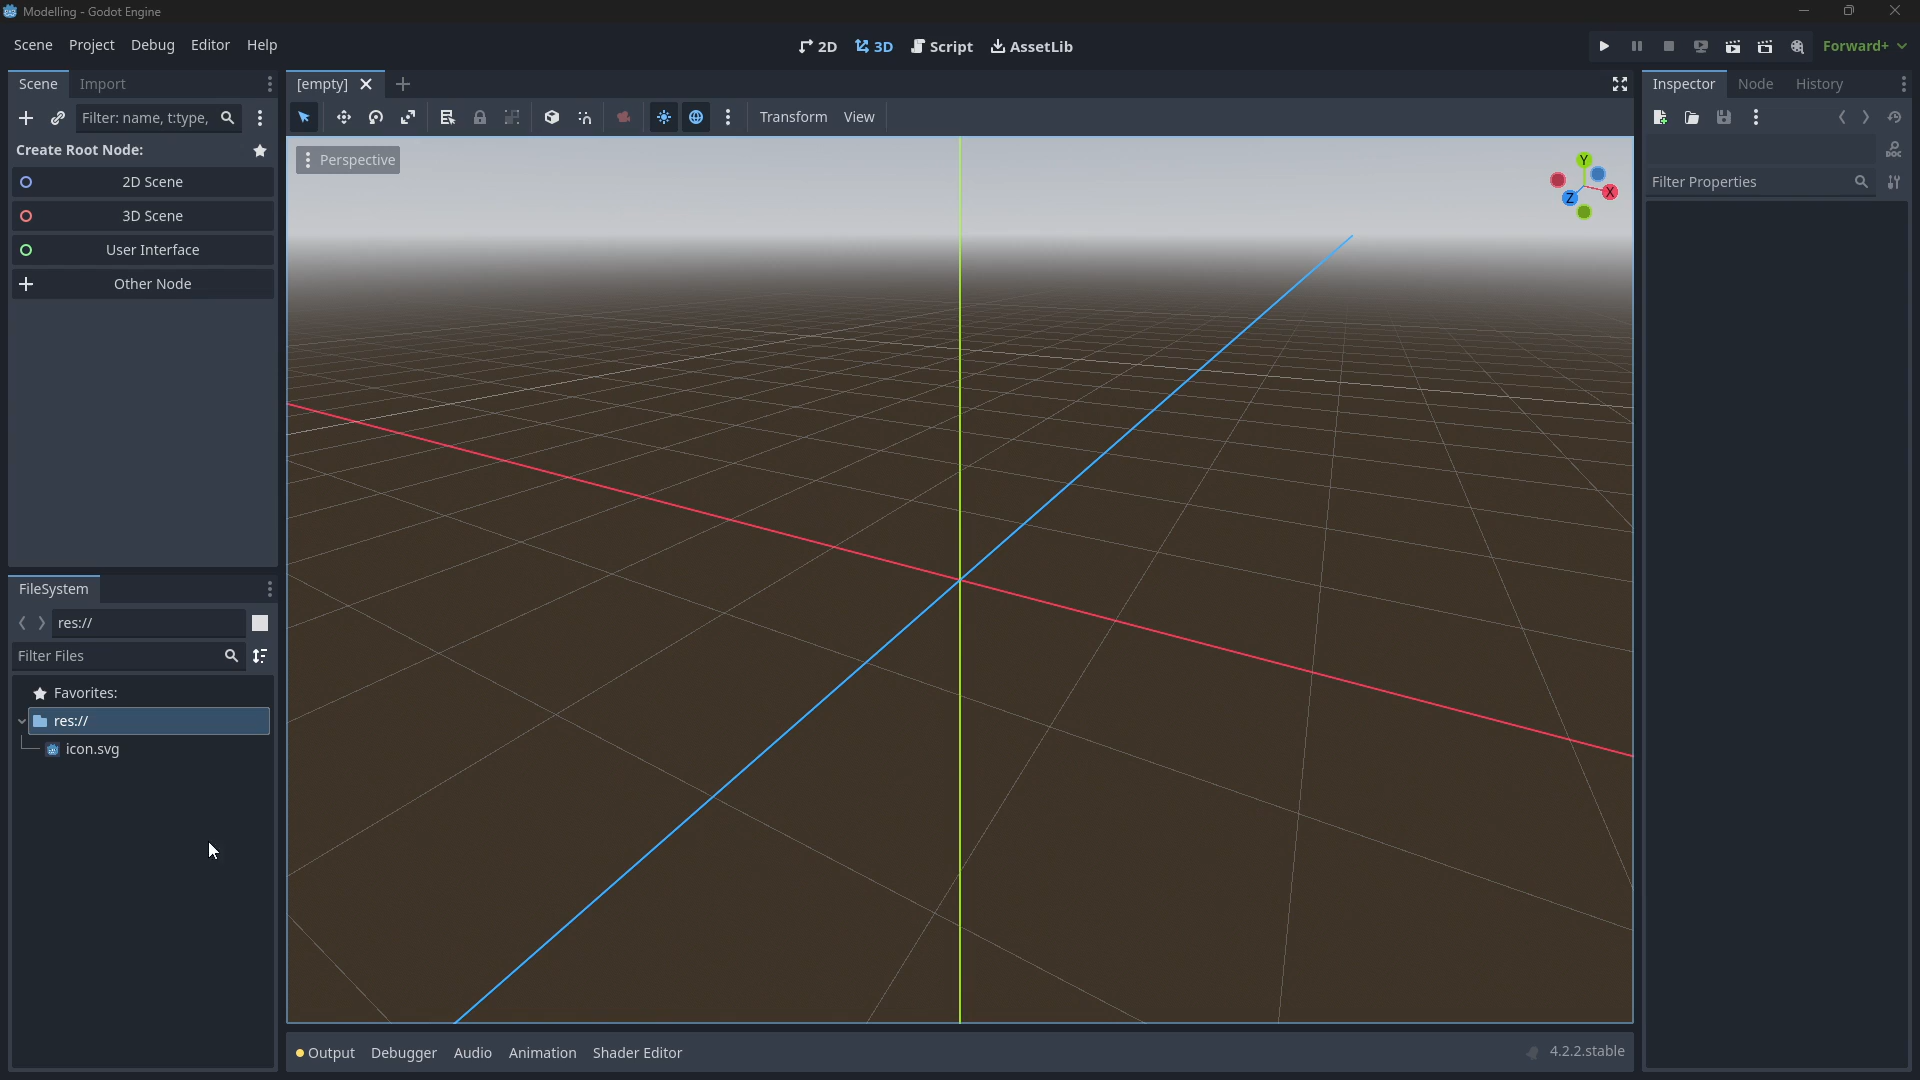 Modelling - Godot Engine
Scene Project Debug Editor Help
2D 3D Script AssetLib
Forward+
Scene Import
[empty]
Inspector Node History
Filter: name, t:type,
Transform View
Create Root Node:
Perspective
2D Scene
3D Scene
User Interface
Other Node
Y
X
Z
DOC
Filter Properties
FileSystem
res://
Filter Files
Favorites:
res://
icon.svg
Output Debugger Audio Animation Shader Editor
4.2.2.stable